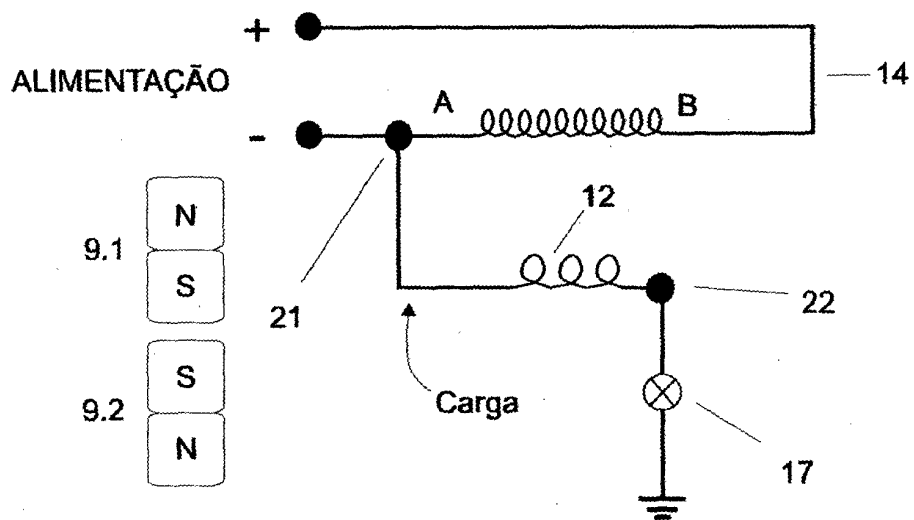 +
14
ALIMENTAÇÃO
A
B
-
N
12
9.1
S
21
22
S
9.2
Carga
N
17